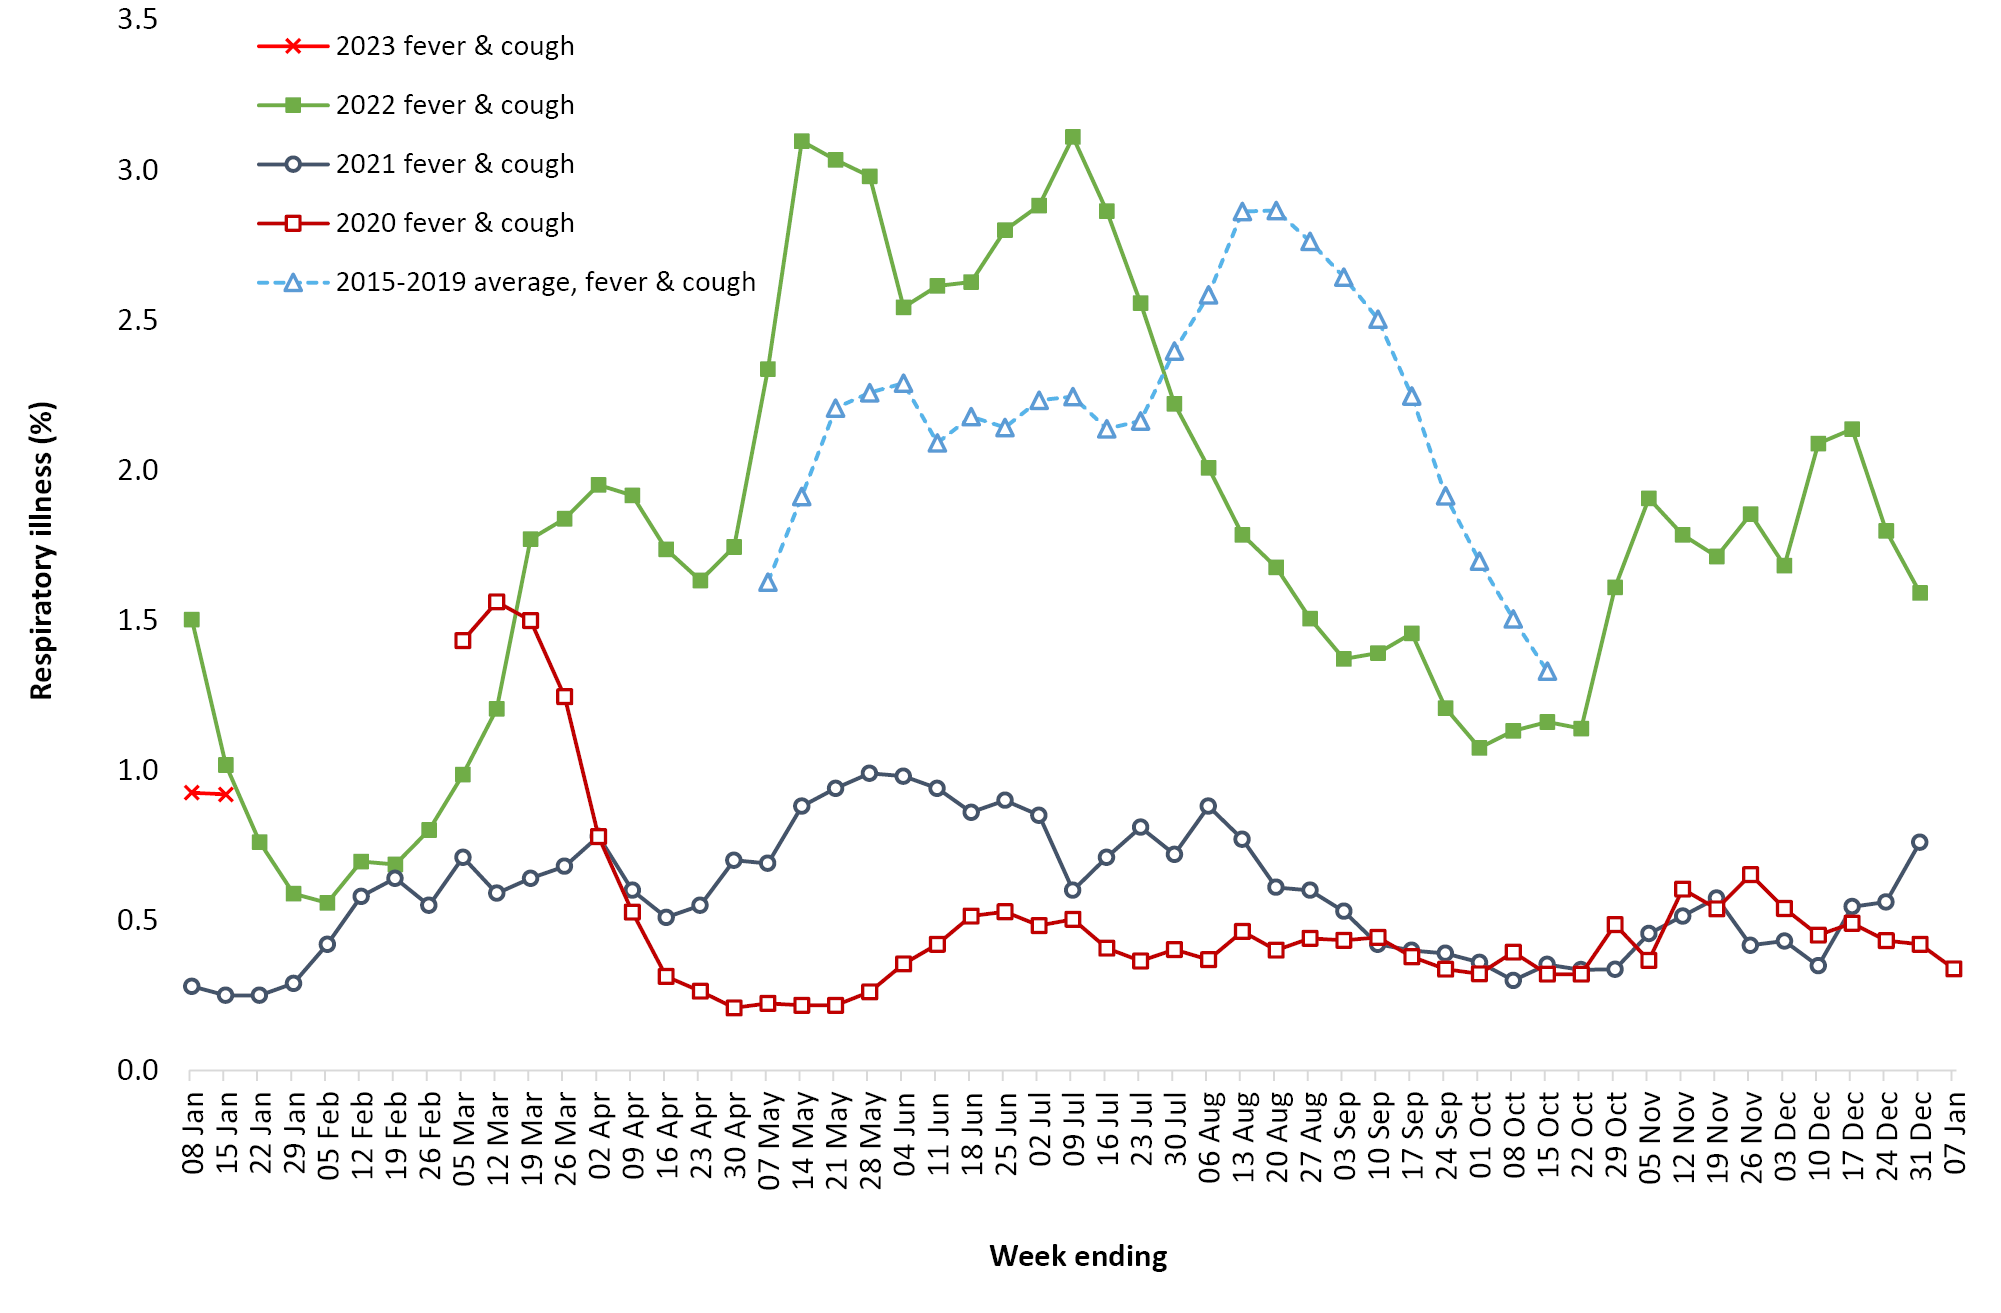 3.5
3.0
2.5
2.0
1.5
1.0
0.5
0.0
Respiratory illness (%)
2023 fever & cough
2022 fever & cough
2021 fever & cough
2020 fever & cough
2015-2019 average, fever & cough
08 Jan
15 Jan
22 Jan
29 Jan
05 Feb
12 Feb
19 Feb
26 Feb
05 Mar
12 Mar
19 Mar
26 Mar
02 Apr
09 Apr
16 Apr
23 Apr
30 Apr
07 May
14 May
21 May
28 May
04 Jun
11 Jun
18 Jun
25 Jun
02 Jul
09 Jul
16 Jul
23 Jul
30 Jul
06 Aug
13 Aug
20 Aug
27 Aug
03 Sep
10 Sep
17 Sep
24 Sep
01 Oct
08 Oct
15 Oct
22 Oct
29 Oct
05 Nov
12 Nov
19 Nov
26 Nov
03 Dec
10 Dec
17 Dec
24 Dec
31 Dec
07 Jan
Week ending